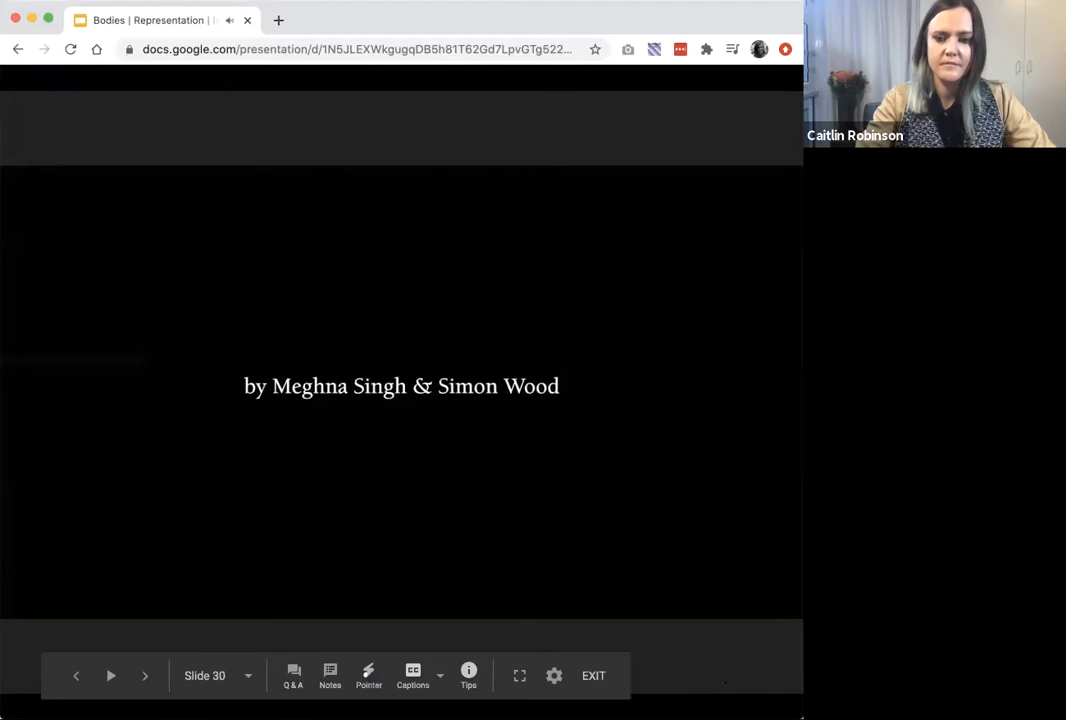 Bodies | Representation |
docs.google.com/presentation/d/1N5JLEXWkgugqDB5h81T62Gd7LpvGTg522...
Caitlin Robinson
by Meghna Singh & Simon Wood
Slide 30
Q & A
Notes
Pointer
CC
Captions
Tips
EXIT